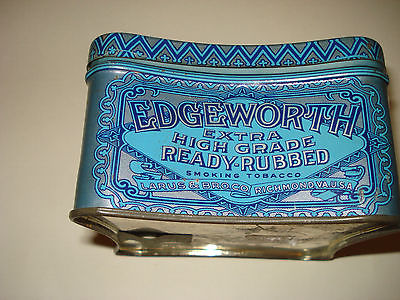 EDGEWORTH
EXTRA
HIGH GRADE
READY-RUBBED
SMOKING TOBACCO
LARUS & BRO.CO. RICHMOND, VA.U.S.A.